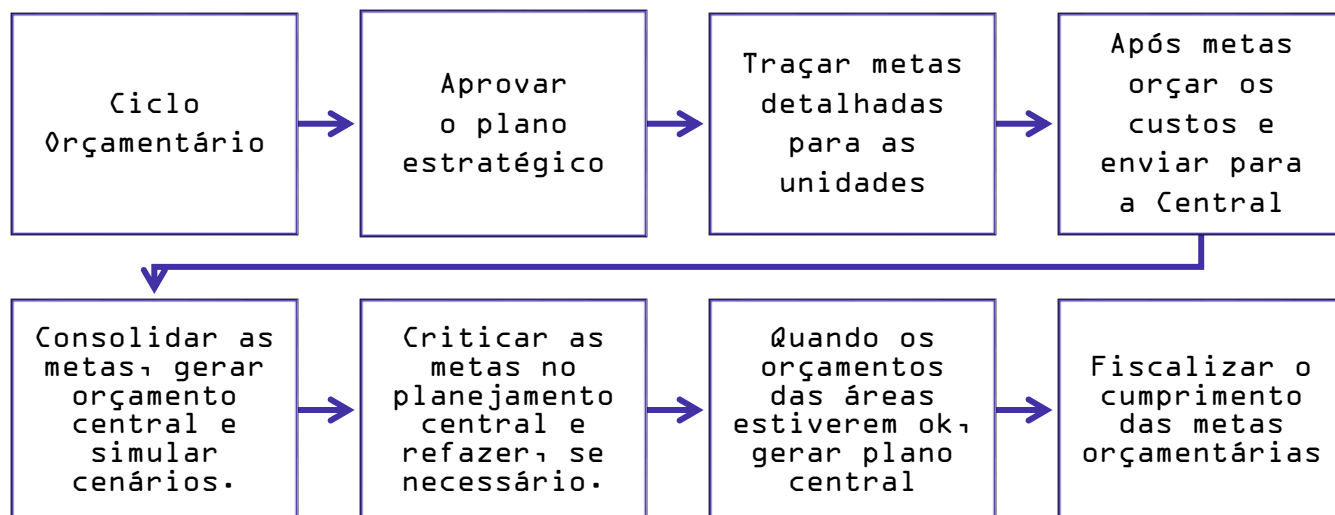 Ciclo
Orçamentário
Aprovar
o plano
estratégico
Traçar metas
detalhadas
para as
unidades
Após metas
orçar os
custos e
enviar para
a Central
Consolidar as
metas, gerar
orçamento
central e
simular
cenários.
Criticar as
metas no
planejamento
central e
refazer, se
necessário.
Quando os
orçamentos
das áreas
estiverem ok,
gerar plano
central
Fiscalizar o
cumprimento
das metas
orçamentárias